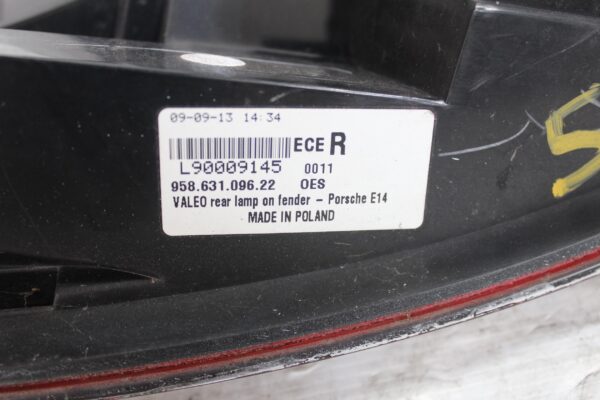 09-09-13 14:34
ECE R
L90009145 0011
958.631.096.22 OES
VALEO rear lamp on fender – Porsche E14
MADE IN POLAND
5